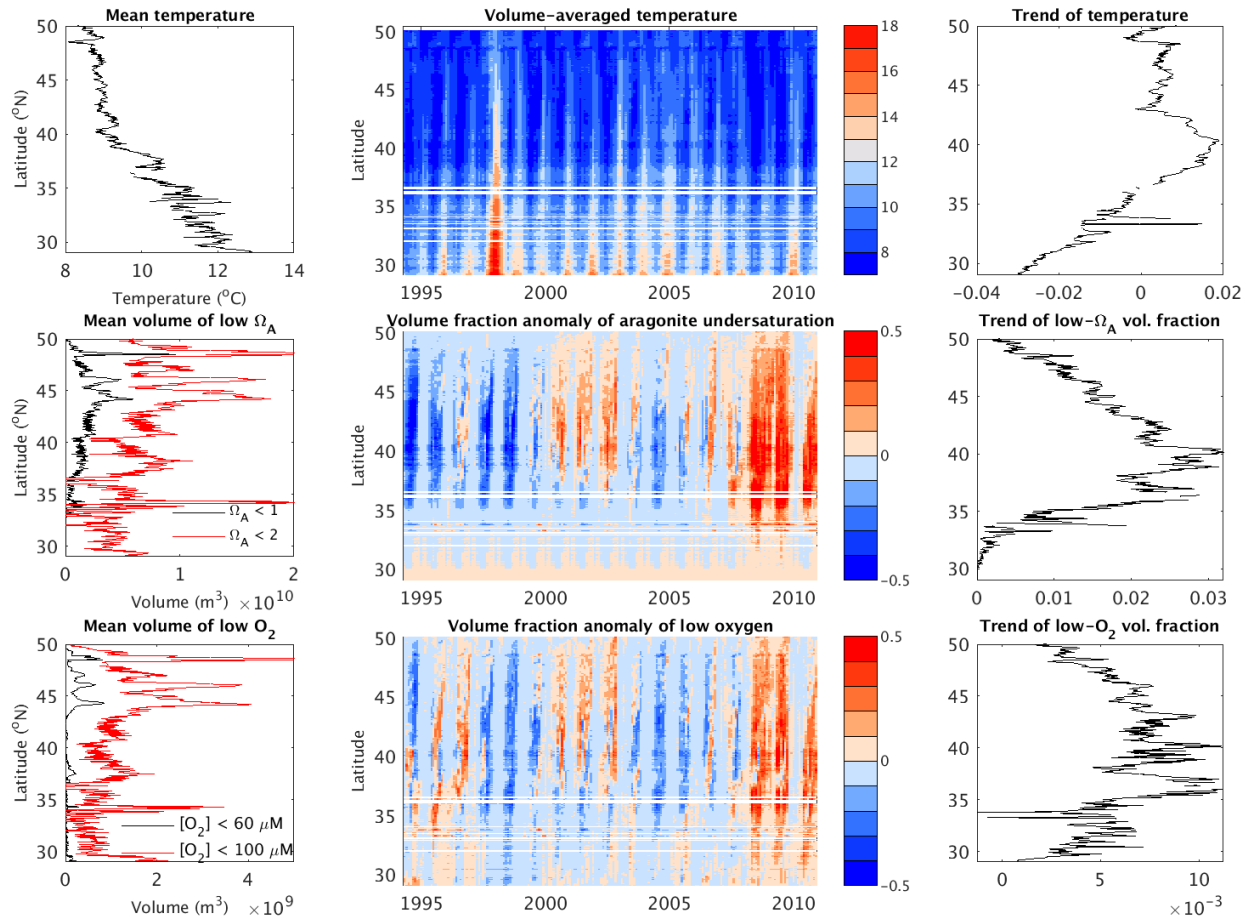 Mean temperature
50
45
40
35
30
Latitude (°N)
8 10 12 14
Temperature (°C)
Volume-averaged temperature
50
45
40
35
30
Latitude
1995 2000 2005 2010
18
16
14
13
12
11
10
9
8
Trend of temperature
50
45
40
35
30
-0.04 -0.02 0 0.02
Mean volume of low Ω_A
50
45
40
35
30
Latitude (°N)
Ω_A < 1
Ω_A < 2
0 1 2
Volume (m³) ×10¹⁰
Volume fraction anomaly of aragonite undersaturation
50
45
40
35
30
Latitude
1995 2000 2005 2010
0.5
0
-0.5
Trend of low-Ω_A vol. fraction
50
45
40
35
30
0 0.01 0.02 0.03
Mean volume of low O₂
50
45
40
35
30
Latitude (°N)
[O₂] < 60 μM
[O₂] < 100 μM
0 2 4
Volume (m³) ×10⁹
Volume fraction anomaly of low oxygen
50
45
40
35
30
Latitude
1995 2000 2005 2010
0.5
0
-0.5
Trend of low-O₂ vol. fraction
50
45
40
35
30
0 5 10
×10⁻³